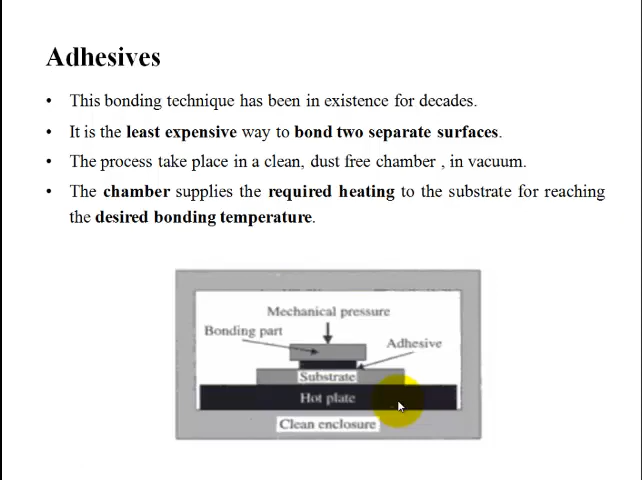 Adhesives
• This bonding technique has been in existence for decades.
• It is the least expensive way to bond two separate surfaces.
• The process take place in a clean, dust free chamber , in vacuum.
• The chamber supplies the required heating to the substrate for reaching
the desired bonding temperature.
Mechanical pressure
Bonding part
Adhesive
Substrate
Hot plate
Clean enclosure